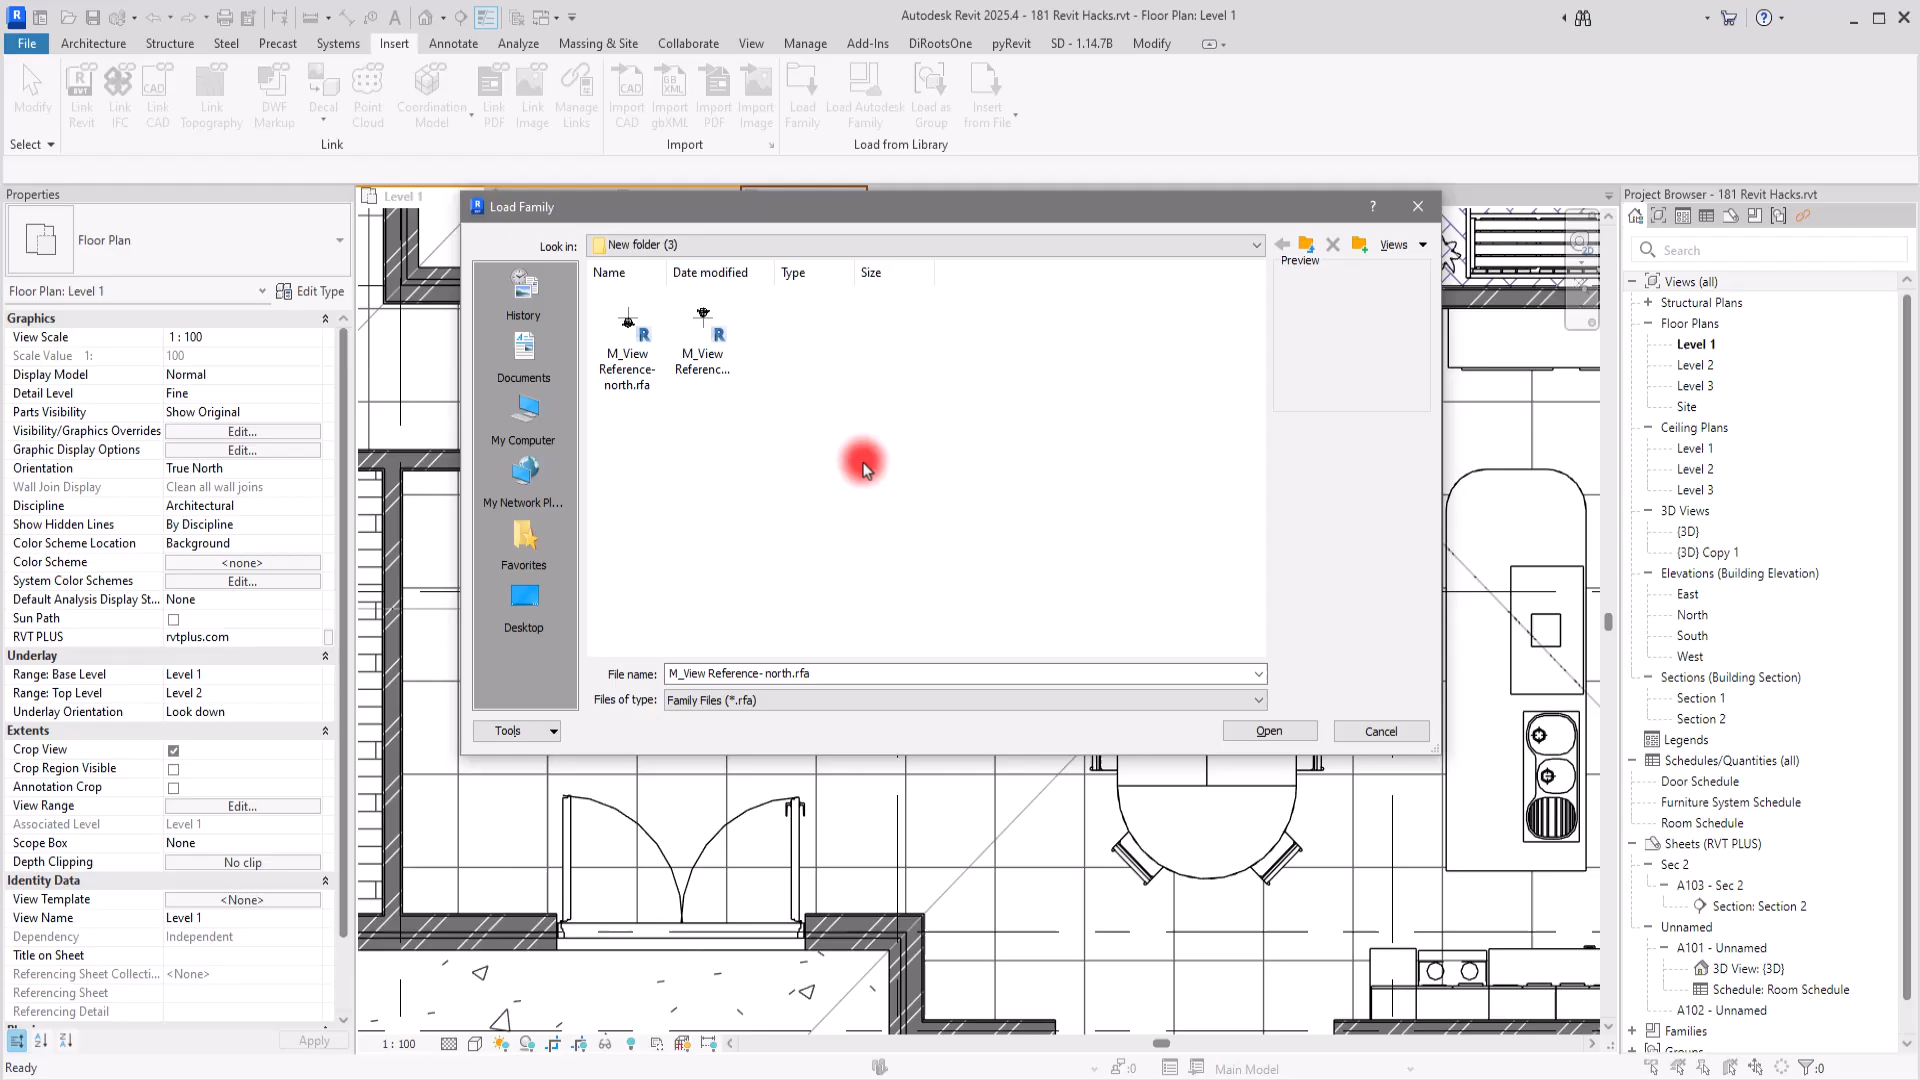 Autodesk Revit 2025.4 - 181 Revit Hacks.rvt - Floor Plan: Level 1
File Architecture Structure Steel Precast Systems Insert Annotate Analyze Massing & Site Collaborate View Manage Add-Ins DiRootsOne pyRevit SD - 1.14.7B Modify
Modify
Link Revit
Link IFC
Link CAD
Link Topography
DWF Markup
Decal
Point Cloud
Coordination Model
Link PDF
Link Image
Manage Links
Import CAD
Import gbXML
Import PDF
Import Image
Load Family
Load Autodesk Family
Load as Group
Insert from File
Select
Link
Import
Load from Library
Properties
Floor Plan
Floor Plan: Level 1
Edit Type
Graphics
View Scale 1 : 100
Scale Value 1: 100
Display Model Normal
Detail Level Fine
Parts Visibility Show Original
Visibility/Graphics Overrides Edit...
Graphic Display Options Edit...
Orientation True North
Wall Join Display Clean all wall joins
Discipline Architectural
Show Hidden Lines By Discipline
Color Scheme Location Background
Color Scheme <none>
System Color Schemes Edit...
Default Analysis Display St... None
Sun Path
RVT PLUS rvtplus.com
Underlay
Range: Base Level Level 1
Range: Top Level Level 2
Underlay Orientation Look down
Extents
Crop View
Crop Region Visible
Annotation Crop
View Range Edit...
Associated Level Level 1
Scope Box None
Depth Clipping No clip
Identity Data
View Template <None>
View Name Level 1
Dependency Independent
Title on Sheet
Referencing Sheet Collecti... <None>
Referencing Sheet
Referencing Detail
Apply
Ready
Level 1
Load Family
Look in: New folder (3)
Views
Name Date modified Type Size
Preview
History
Documents
My Computer
My Network Pl...
Favorites
Desktop
M_View
Reference-
north.rfa
M_View
Referenc...
File name: M_View Reference- north.rfa
Files of type: Family Files (*.rfa)
Tools
Open
Cancel
1 : 100
:0
Main Model
:0
Project Browser - 181 Revit Hacks.rvt
Search
Views (all)
Structural Plans
Floor Plans
Level 1
Level 2
Level 3
Site
Ceiling Plans
Level 1
Level 2
Level 3
3D Views
{3D}
{3D} Copy 1
Elevations (Building Elevation)
East
North
South
West
Sections (Building Section)
Section 1
Section 2
Legends
Schedules/Quantities (all)
Door Schedule
Furniture System Schedule
Room Schedule
Sheets (RVT PLUS)
Sec 2
A103 - Sec 2
Section: Section 2
Unnamed
A101 - Unnamed
3D View: {3D}
Schedule: Room Schedule
A102 - Unnamed
Families